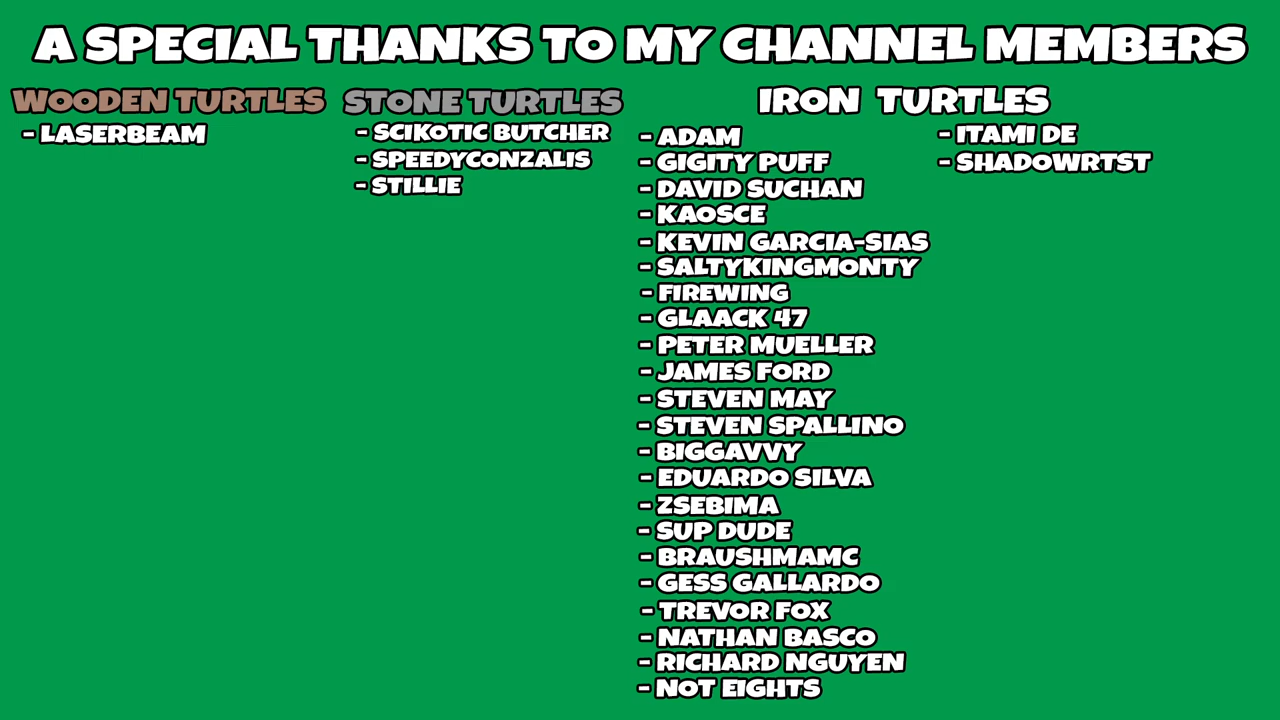 A SPECIAL THANKS TO MY CHANNEL MEMBERS
WOODEN TURTLES
- LASERBEAM
STONE TURTLES
- SCIKOTIC BUTCHER
- SPEEDYCONZALIS
- STILLIE
IRON TURTLES
- ADAM
- GIGITY PUFF
- DAVID SUCHAN
- KAOSCE
- KEVIN GARCIA-SIAS
- SALTYKINGMONTY
- FIREWING
- GLAACK 47
- PETER MUELLER
- JAMES FORD
- STEVEN MAY
- STEVEN SPALLINO
- BIGGAVVY
- EDUARDO SILVA
- ZSEBIMA
- SUP DUDE
- BRAUSHMAMC
- GESS GALLARDO
- TREVOR FOX
- NATHAN BASCO
- RICHARD NGUYEN
- NOT EIGHTS
- ITAMI DE
- SHADOWRTST